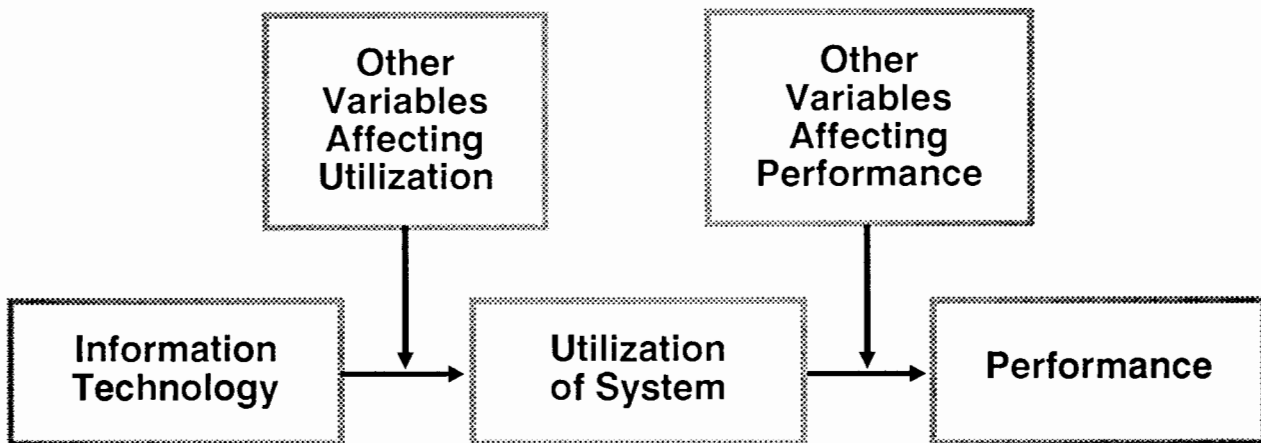 Other
Variables
Affecting
Utilization
Other
Variables
Affecting
Performance
Information
Technology
Utilization
of System
Performance